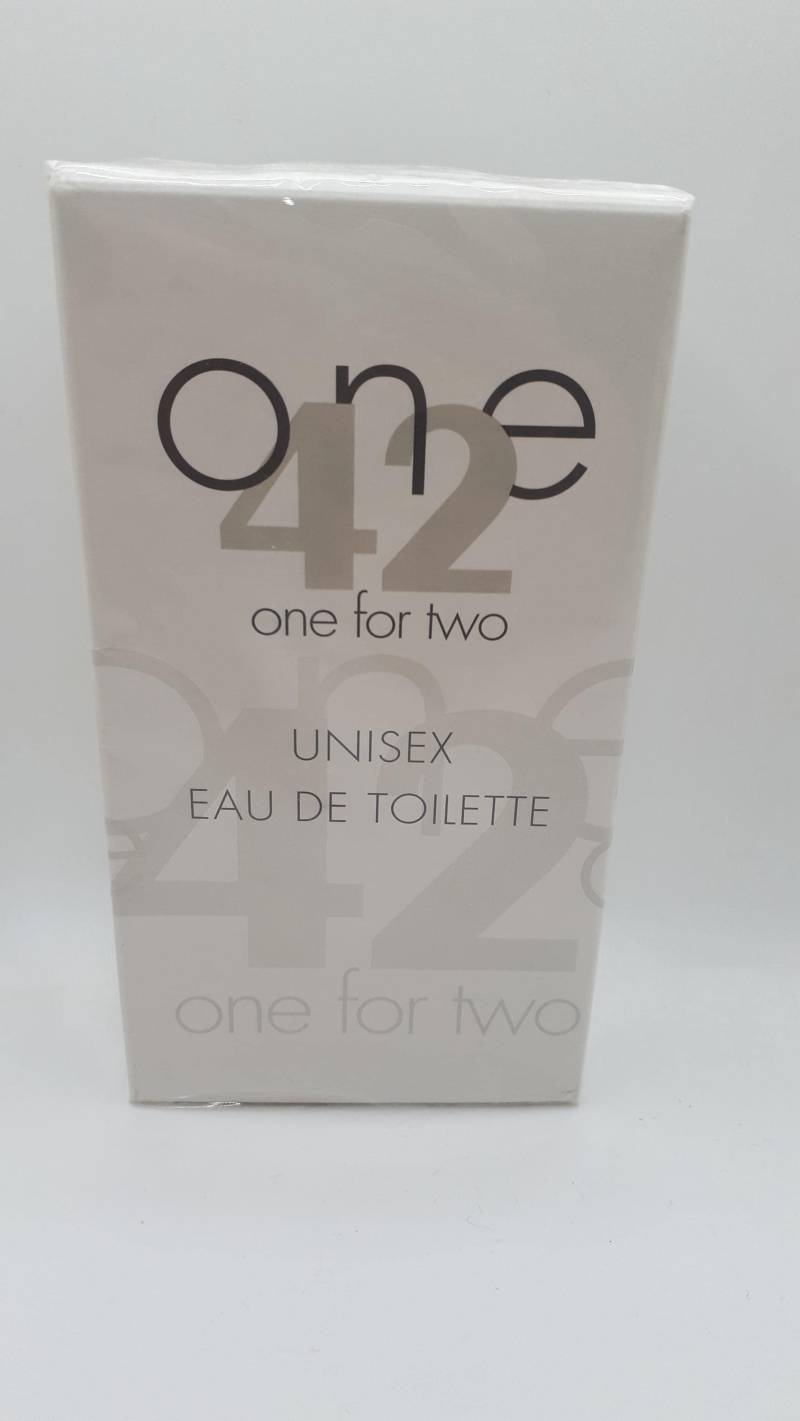 one
42
one for two
UNISEX
EAU DE TOILETTE
one
42
one for two